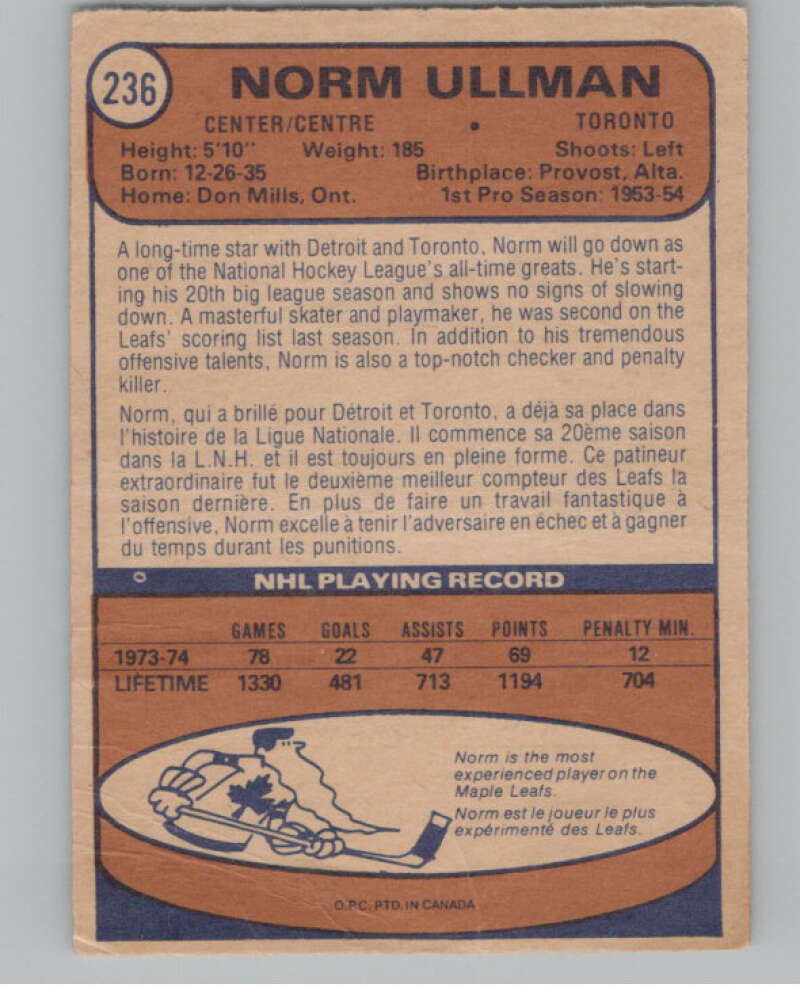 236
NORM ULLMAN
CENTER/CENTRE • TORONTO
Height: 5'10" Weight: 185 Shoots: Left
Born: 12-26-35 Birthplace: Provost, Alta.
Home: Don Mills, Ont. 1st Pro Season: 1953-54
A long-time star with Detroit and Toronto, Norm will go down as
one of the National Hockey League's all-time greats. He's start-
ing his 20th big league season and shows no signs of slowing
down. A masterful skater and playmaker, he was second on the
Leafs' scoring list last season. In addition to his tremendous
offensive talents, Norm is also a top-notch checker and penalty
killer.
Norm, qui a brillé pour Détroit et Toronto, a déjà sa place dans
l'histoire de la Ligue Nationale. Il commence sa 20ème saison
dans la L.N.H. et il est toujours en pleine forme. Ce patineur
extraordinaire fut le deuxième meilleur compteur des Leafs la
saison dernière. En plus de faire un travail fantastique à
l'offensive, Norm excelle à tenir l'adversaire en échec et à gagner
du temps durant les punitions.
NHL PLAYING RECORD
GAMES GOALS ASSISTS POINTS PENALTY MIN.
1973-74 78 22 47 69 12
LIFETIME 1330 481 713 1194 704
Norm is the most
experienced player on the
Maple Leafs.
Norm est le joueur le plus
expérimenté des Leafs.
O.P.C. PTD. IN CANADA